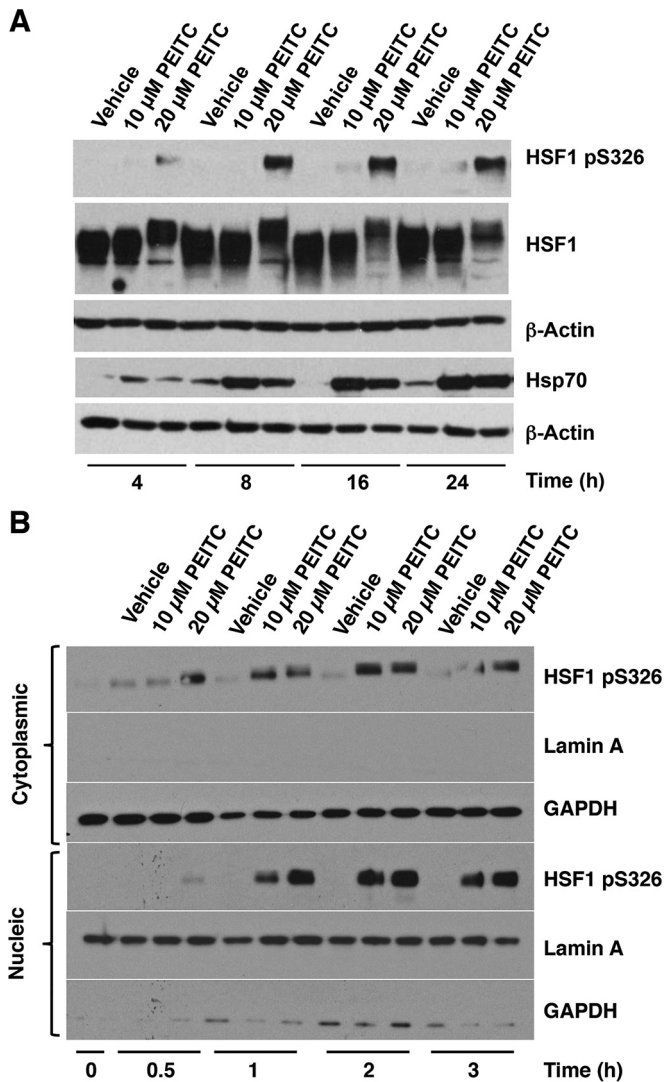 A
Vehicle
10 µM PEITC
20 µM PEITC
Vehicle
10 µM PEITC
20 µM PEITC
Vehicle
10 µM PEITC
20 µM PEITC
Vehicle
10 µM PEITC
20 µM PEITC
HSF1 pS326
HSF1
β-Actin
Hsp70
β-Actin
4 8 16 24 Time (h)
B
Vehicle
10 µM PEITC
20 µM PEITC
Vehicle
10 µM PEITC
20 µM PEITC
Vehicle
10 µM PEITC
20 µM PEITC
Vehicle
10 µM PEITC
20 µM PEITC
Cytoplasmic
HSF1 pS326
Lamin A
GAPDH
Nucleic
HSF1 pS326
Lamin A
GAPDH
0 0.5 1 2 3 Time (h)